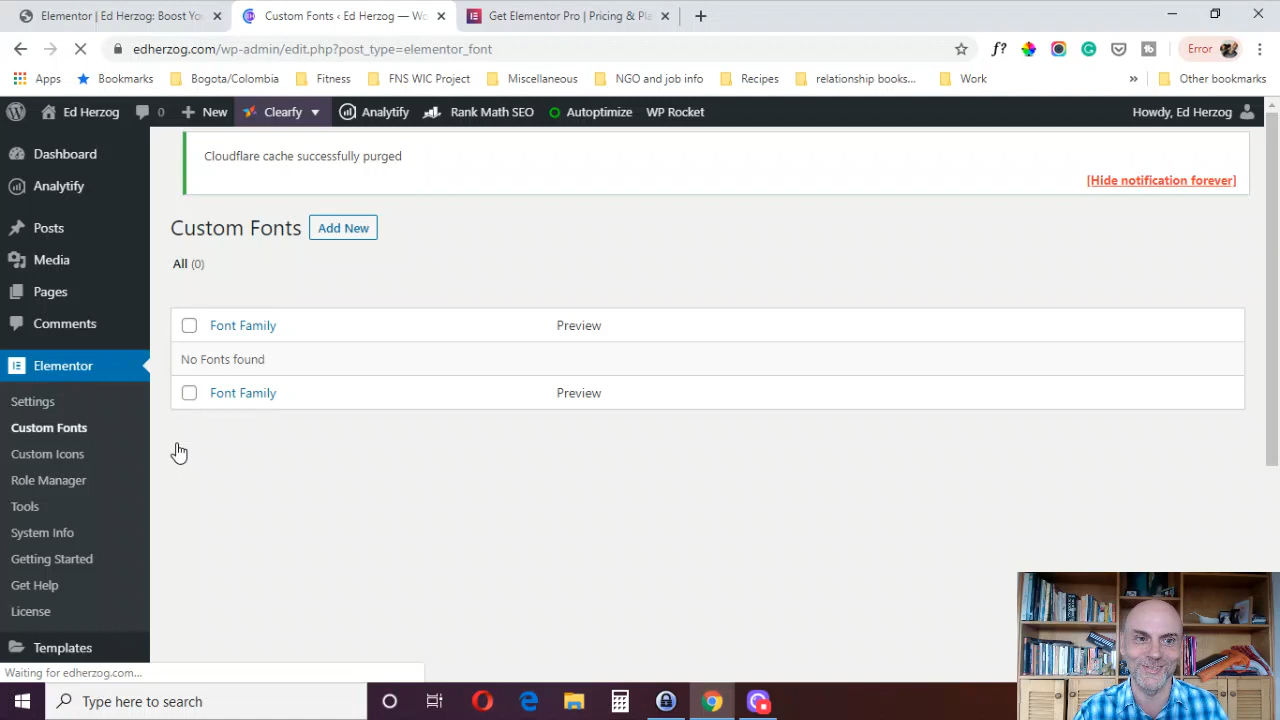 Elementor | Ed Herzog: Boost Yo
Custom Fonts ‹ Ed Herzog — Wo
Get Elementor Pro | Pricing & Pla
edherzog.com/wp-admin/edit.php?post_type=elementor_font
f?
Error
Apps
Bookmarks
Bogota/Colombia
Fitness
FNS WIC Project
Miscellaneous
NGO and job info
Recipes
relationship books...
Work
»
Other bookmarks
Ed Herzog
0
New
Clearfy
Analytify
Rank Math SEO
Autoptimize
WP Rocket
Howdy, Ed Herzog
Dashboard
Analytify
Posts
Media
Pages
Comments
Elementor
Settings
Custom Fonts
Custom Icons
Role Manager
Tools
System Info
Getting Started
Get Help
License
Templates
Cloudflare cache successfully purged
[Hide notification forever]
Custom Fonts
Add New
All (0)
Font Family
Preview
No Fonts found
Font Family
Preview
Waiting for edherzog.com...
Type here to search